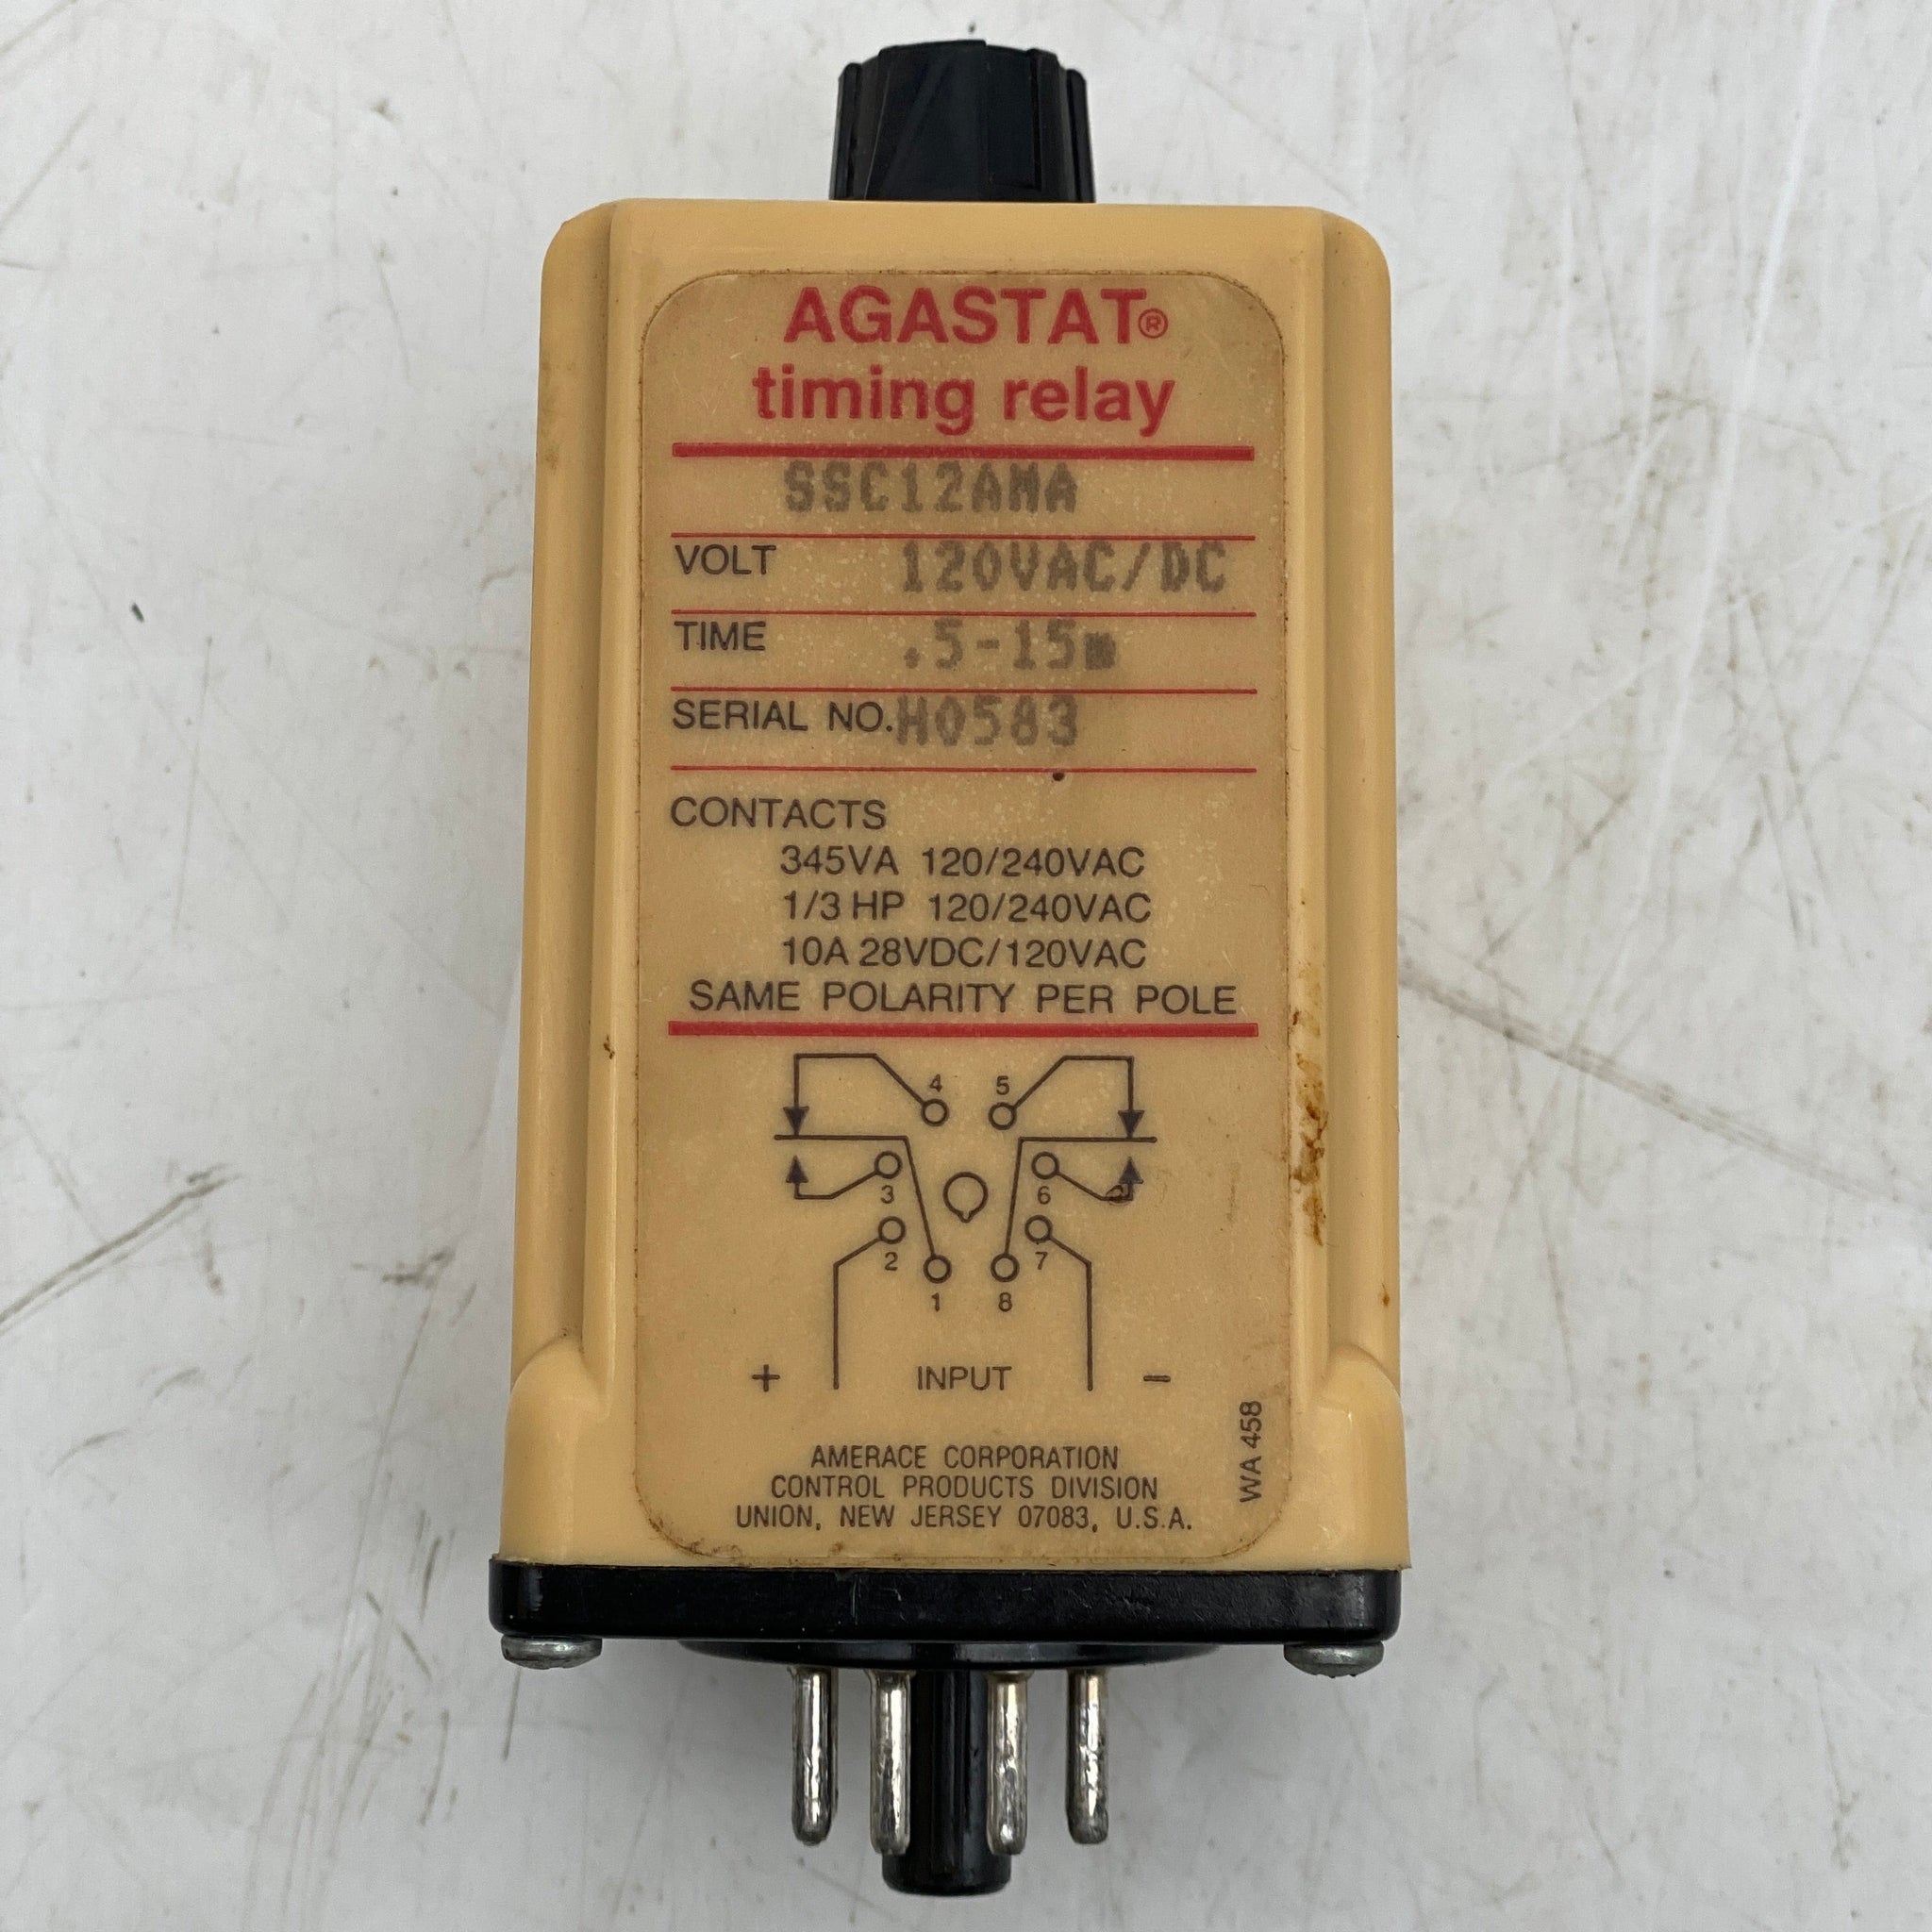 AGASTAT®
timing relay
SSC12AMA
VOLT 120VAC/DC
TIME .5-15m
SERIAL NO. H0583
CONTACTS
345VA 120/240VAC
1/3 HP 120/240VAC
10A 28VDC/120VAC
SAME POLARITY PER POLE
4 5
3 6
2 7
1 8
+ INPUT −
WA 458
AMERACE CORPORATION
CONTROL PRODUCTS DIVISION
UNION, NEW JERSEY 07083, U.S.A.